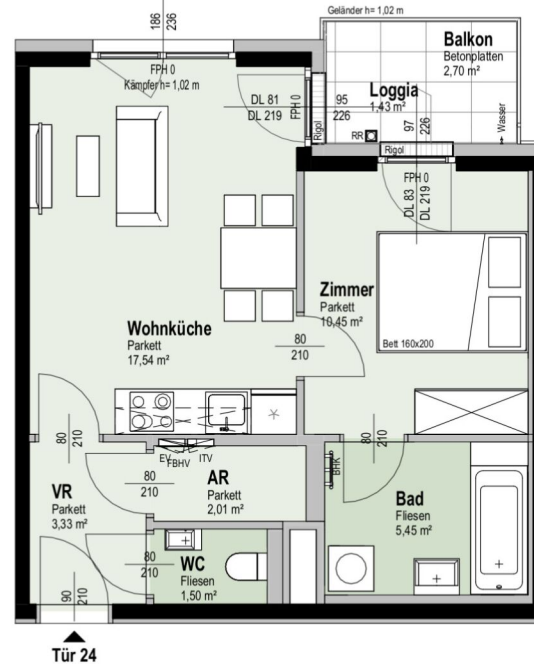 Geländer h= 1,02 m
186
236
Balkon
Betonplatten
2,70 m²
FPH 0
Kämpfer h= 1,02 m
DL 81
DL 219
FPH 0
Rigol
95
226
Loggia
1,43 m²
RR
97
226
Wasser
Rigol
FPH 0
DL 83
DL 219
Zimmer
Parkett
10,45 m²
Bett 160x200
Wohnküche
Parkett
17,54 m²
80
210
80
210
EV
FBHV
ITV
80
210
BHK
VR
Parkett
3,33 m²
80
210
AR
Parkett
2,01 m²
Bad
Fliesen
5,45 m²
80
210
WC
Fliesen
1,50 m²
90
210
Tür 24